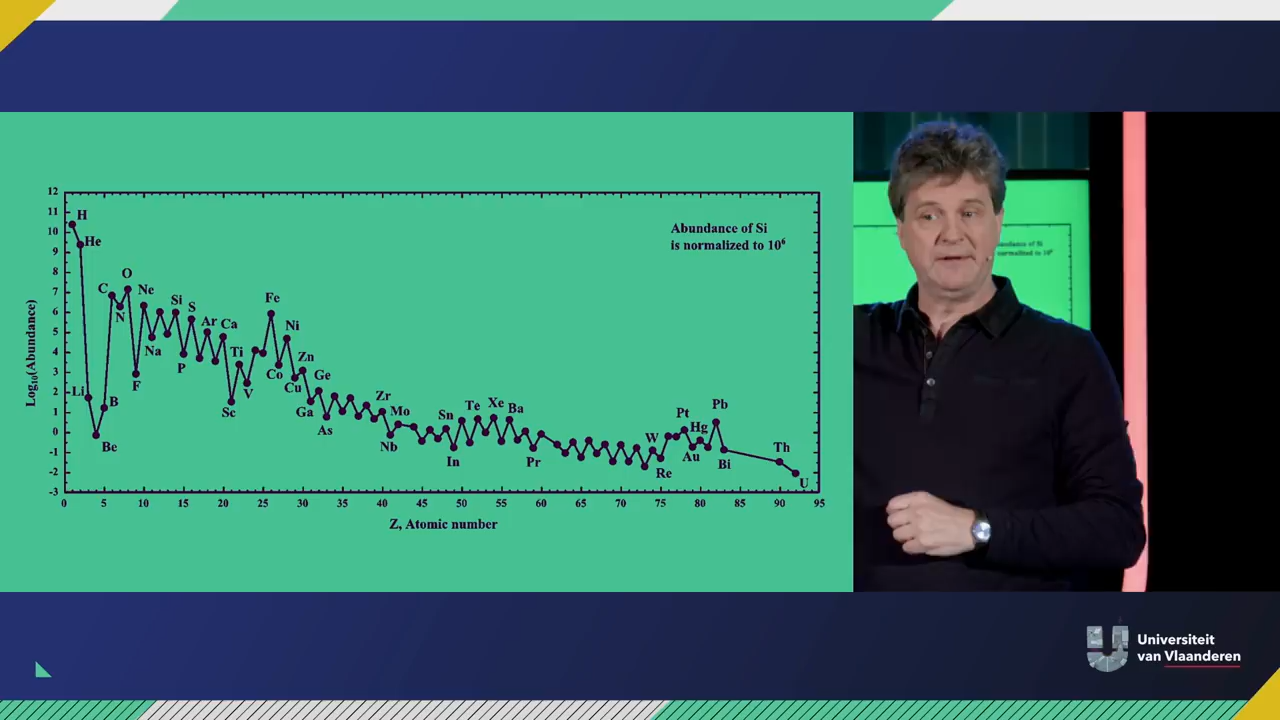 12
11
10
9
8
7
6
5
4
3
2
1
0
-1
-2
-3
Log10(Abundance)
H
He
Li
Be
B
C
N
O
F
Ne
Na
Si
P
S
Ar
Ca
Sc
Ti
V
Fe
Co
Ni
Cu
Zn
Ga
Ge
As
Zr
Nb
Mo
Sn
In
Te
Xe
Ba
Pr
W
Re
Pt
Au
Hg
Pb
Bi
Th
U
Abundance of Si
is normalized to 10⁶
0 5 10 15 20 25 30 35 40 45 50 55 60 65 70 75 80 85 90 95
Z, Atomic number
Universiteit
van Vlaanderen